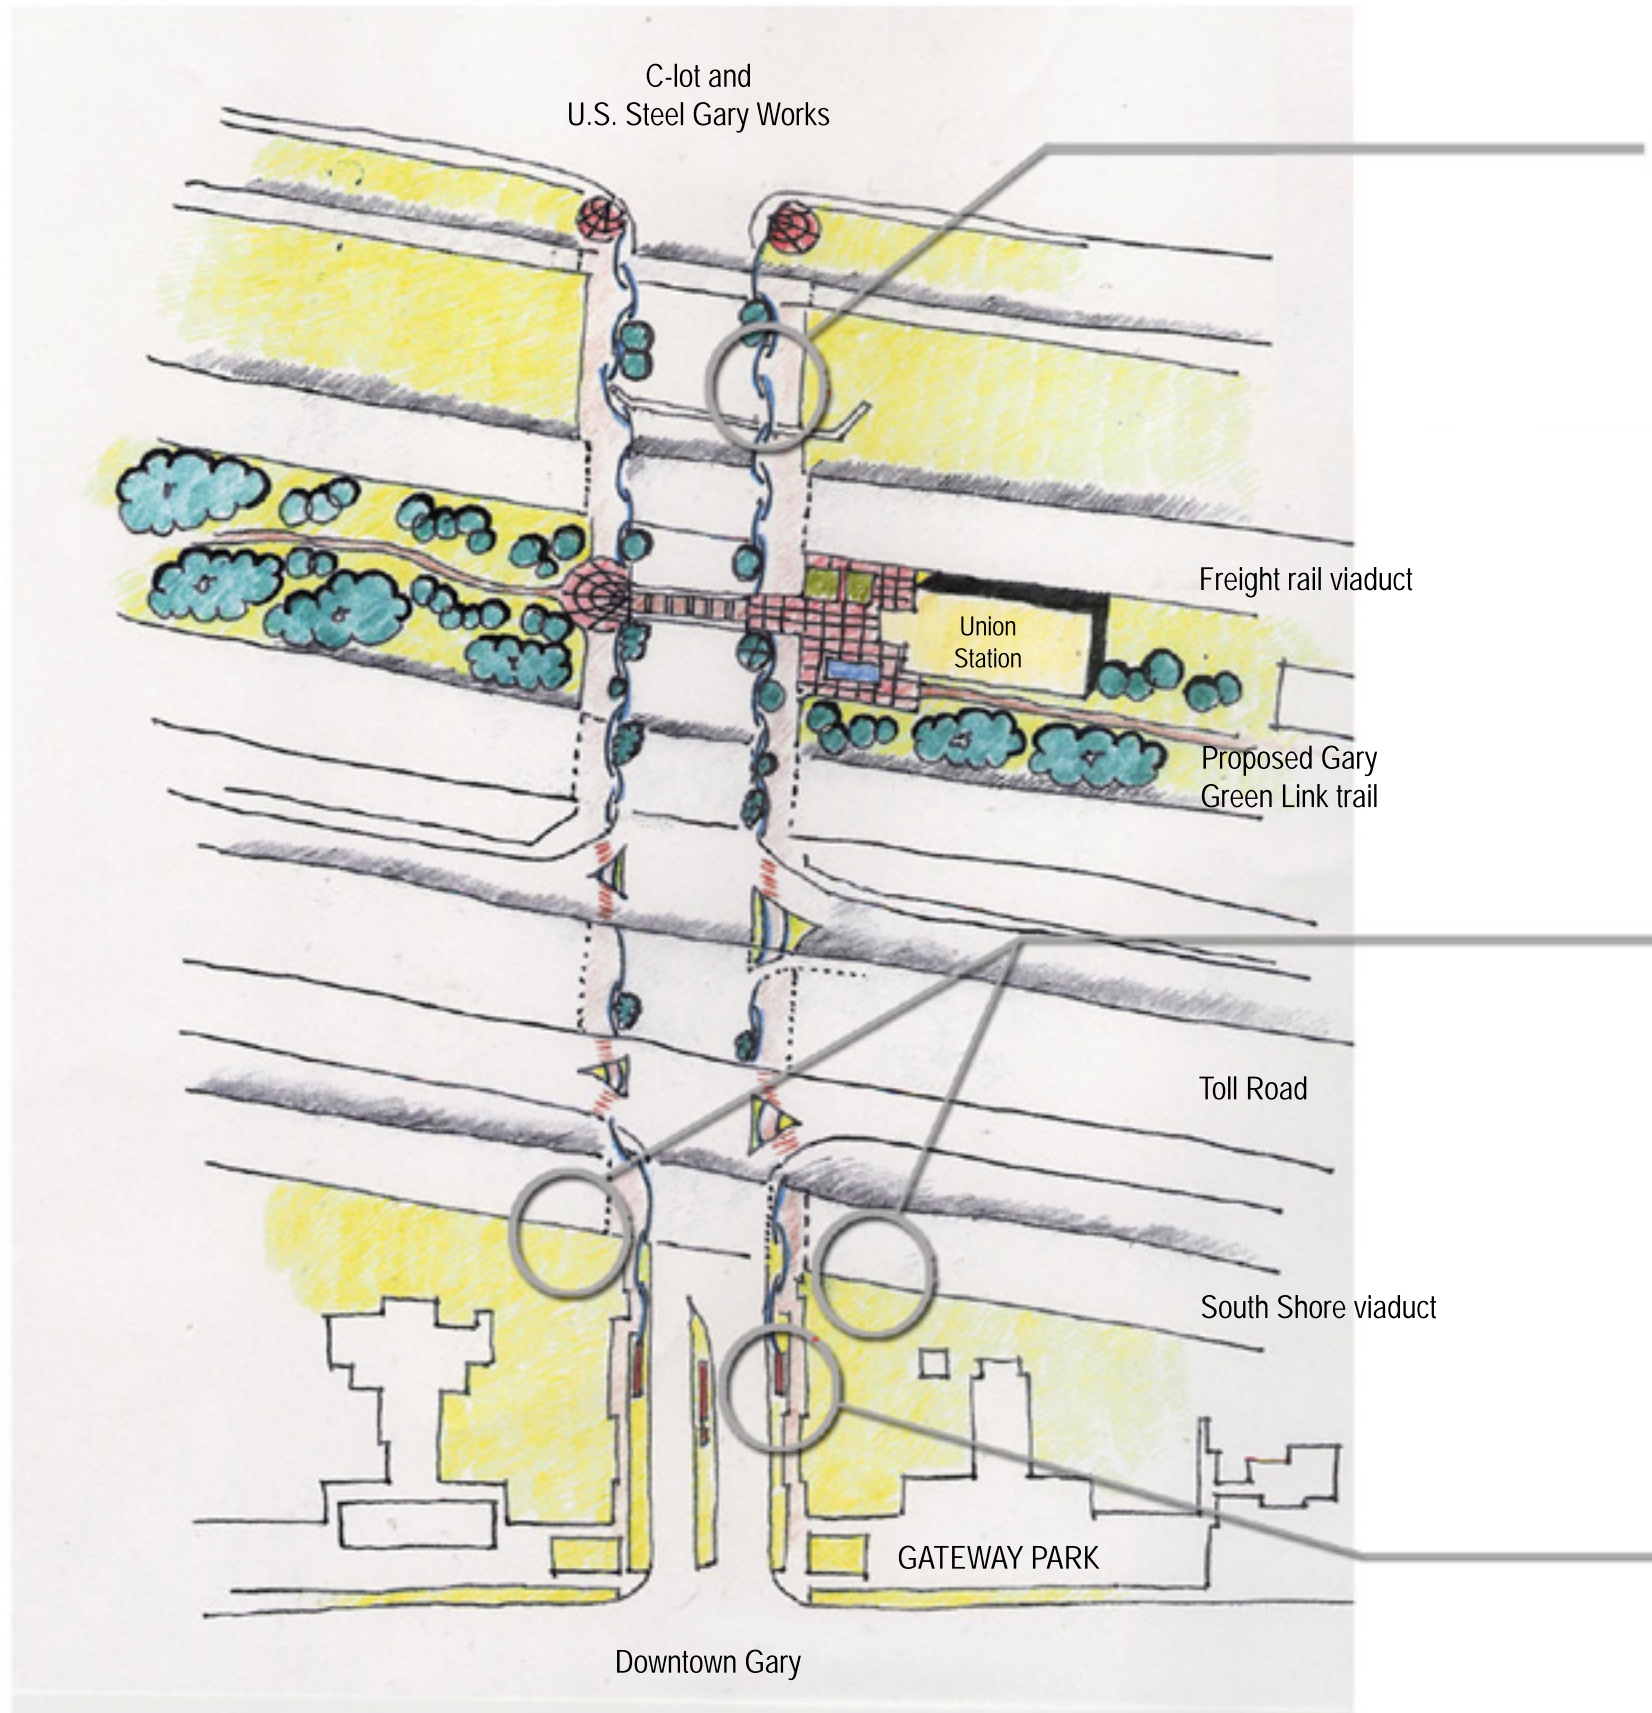 C-lot and
U.S. Steel Gary Works
Freight rail viaduct
Union
Station
Proposed Gary
Green Link trail
Toll Road
South Shore viaduct
GATEWAY PARK
Downtown Gary